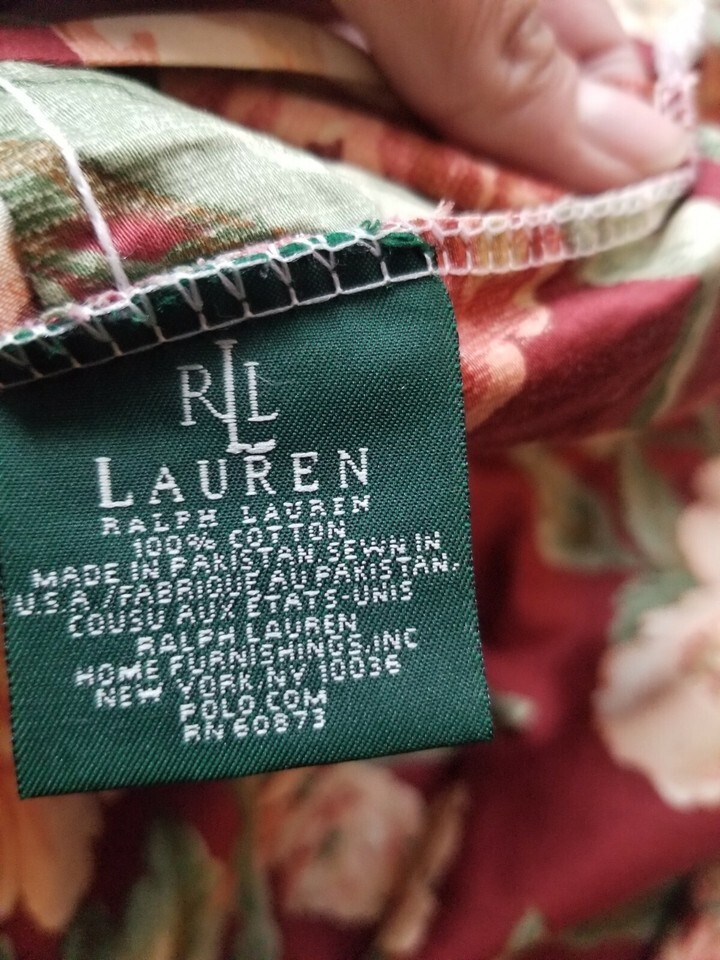 RLL
LAUREN
RALPH LAUREN
100% COTTON
MADE IN PAKISTAN SEWN IN
U.S.A./FABRIQUE AU PAKISTAN.
COUSU AUX ETATS-UNIS
RALPH LAUREN
HOME FURNISHINGS,INC
NEW YORK,NY 10036
POLO.COM
RN 60873